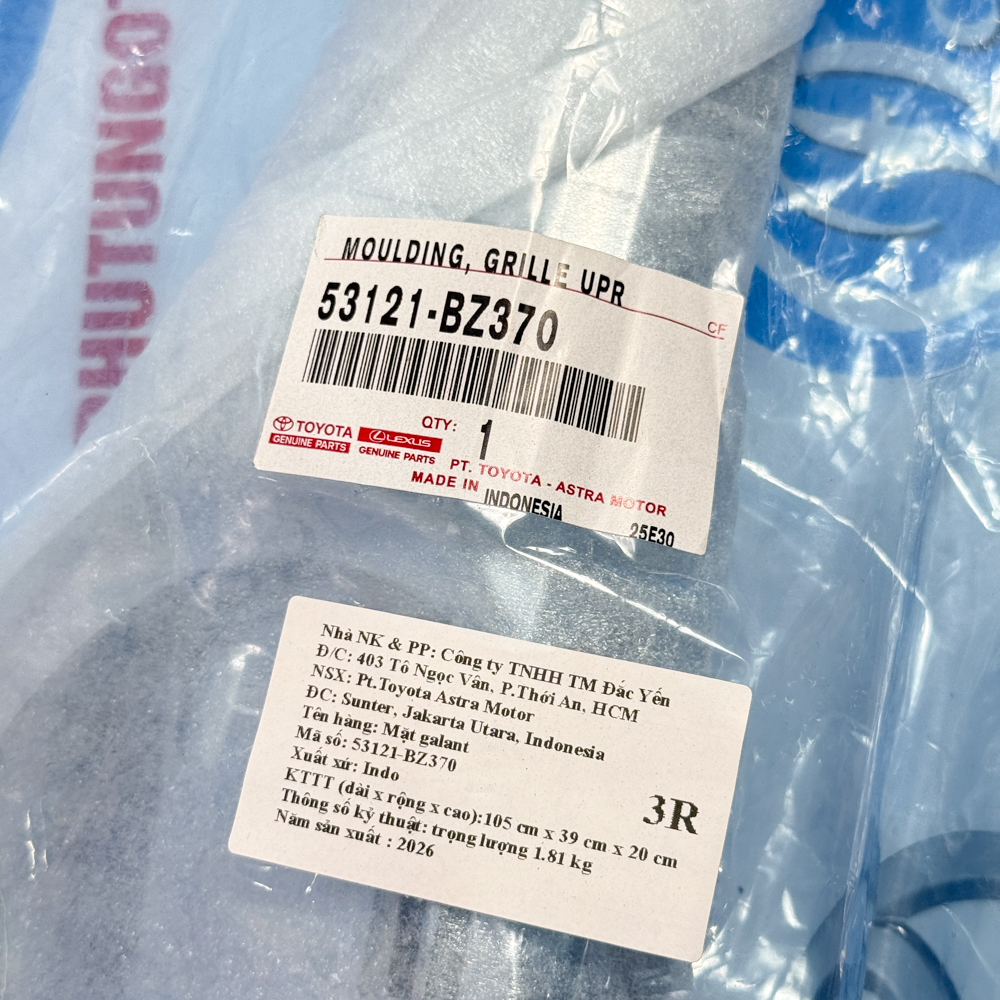 PHUTUNGOT
MOULDING, GRILLE UPR
53121-BZ370
CF
QTY: 1
TOYOTA
GENUINE PARTS
LEXUS
GENUINE PARTS
PT. TOYOTA - ASTRA MOTOR
MADE IN INDONESIA
25E30
Nhà NK & PP: Công ty TNHH TM Đắc Yến
Đ/C: 403 Tô Ngọc Vân, P.Thới An, HCM
NSX: Pt.Toyota Astra Motor
ĐC: Sunter, Jakarta Utara, Indonesia
Tên hàng: Mặt galant
Mã số: 53121-BZ370
Xuất xứ: Indo
KTTT (dài x rộng x cao):105 cm x 39 cm x 20 cm
Thông số kỷ thuật: trọng lượng 1.81 kg
Năm sản xuất : 2026
3R